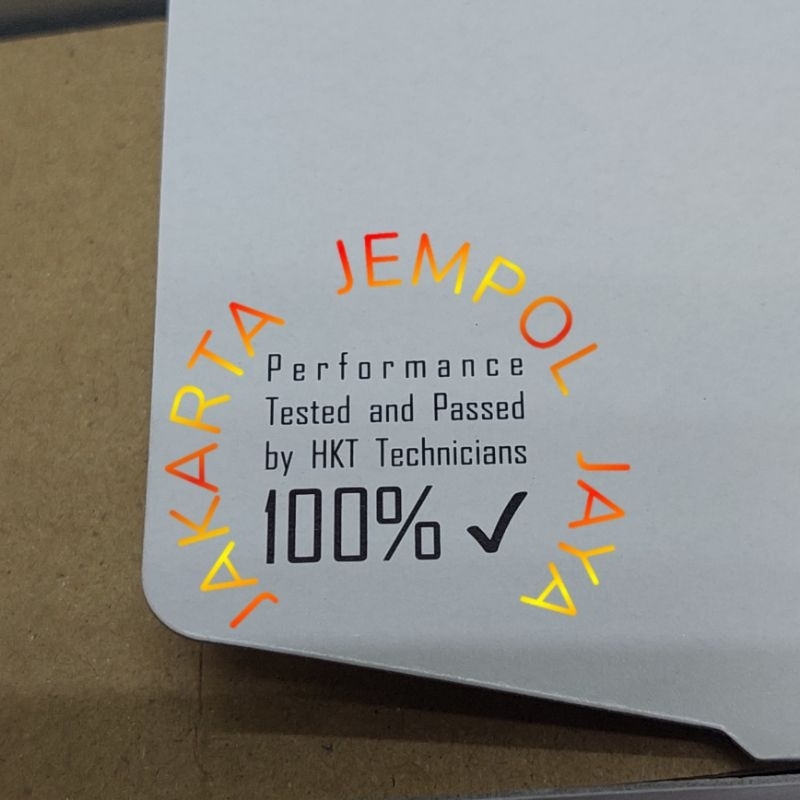 JAKARTA JEMPOL JAYA
Performance
Tested and Passed
by HKT Technicians
100% ✓